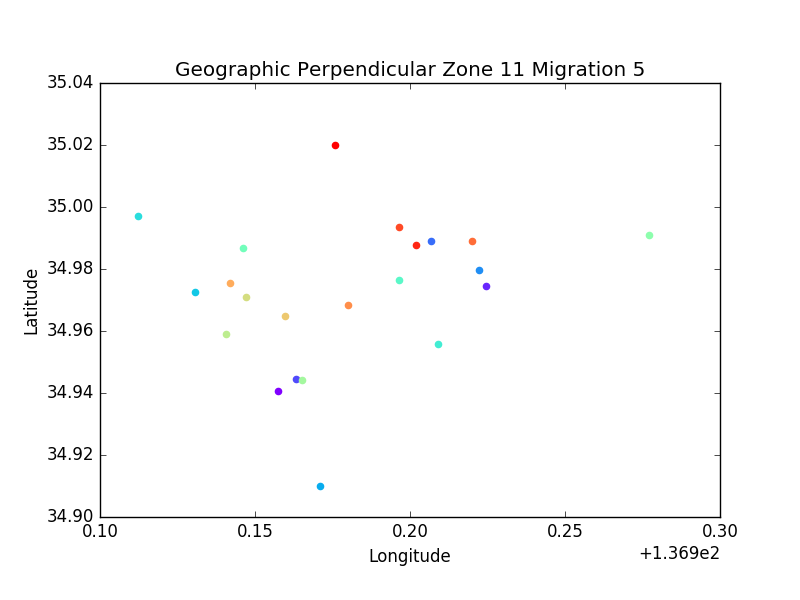 Geographic Perpendicular Zone 11 Migration 5
35.04
35.02
35.00
34.98
34.96
34.94
34.92
34.90
Latitude
0.10 0.15 0.20 0.25 0.30
Longitude
+1.369e2